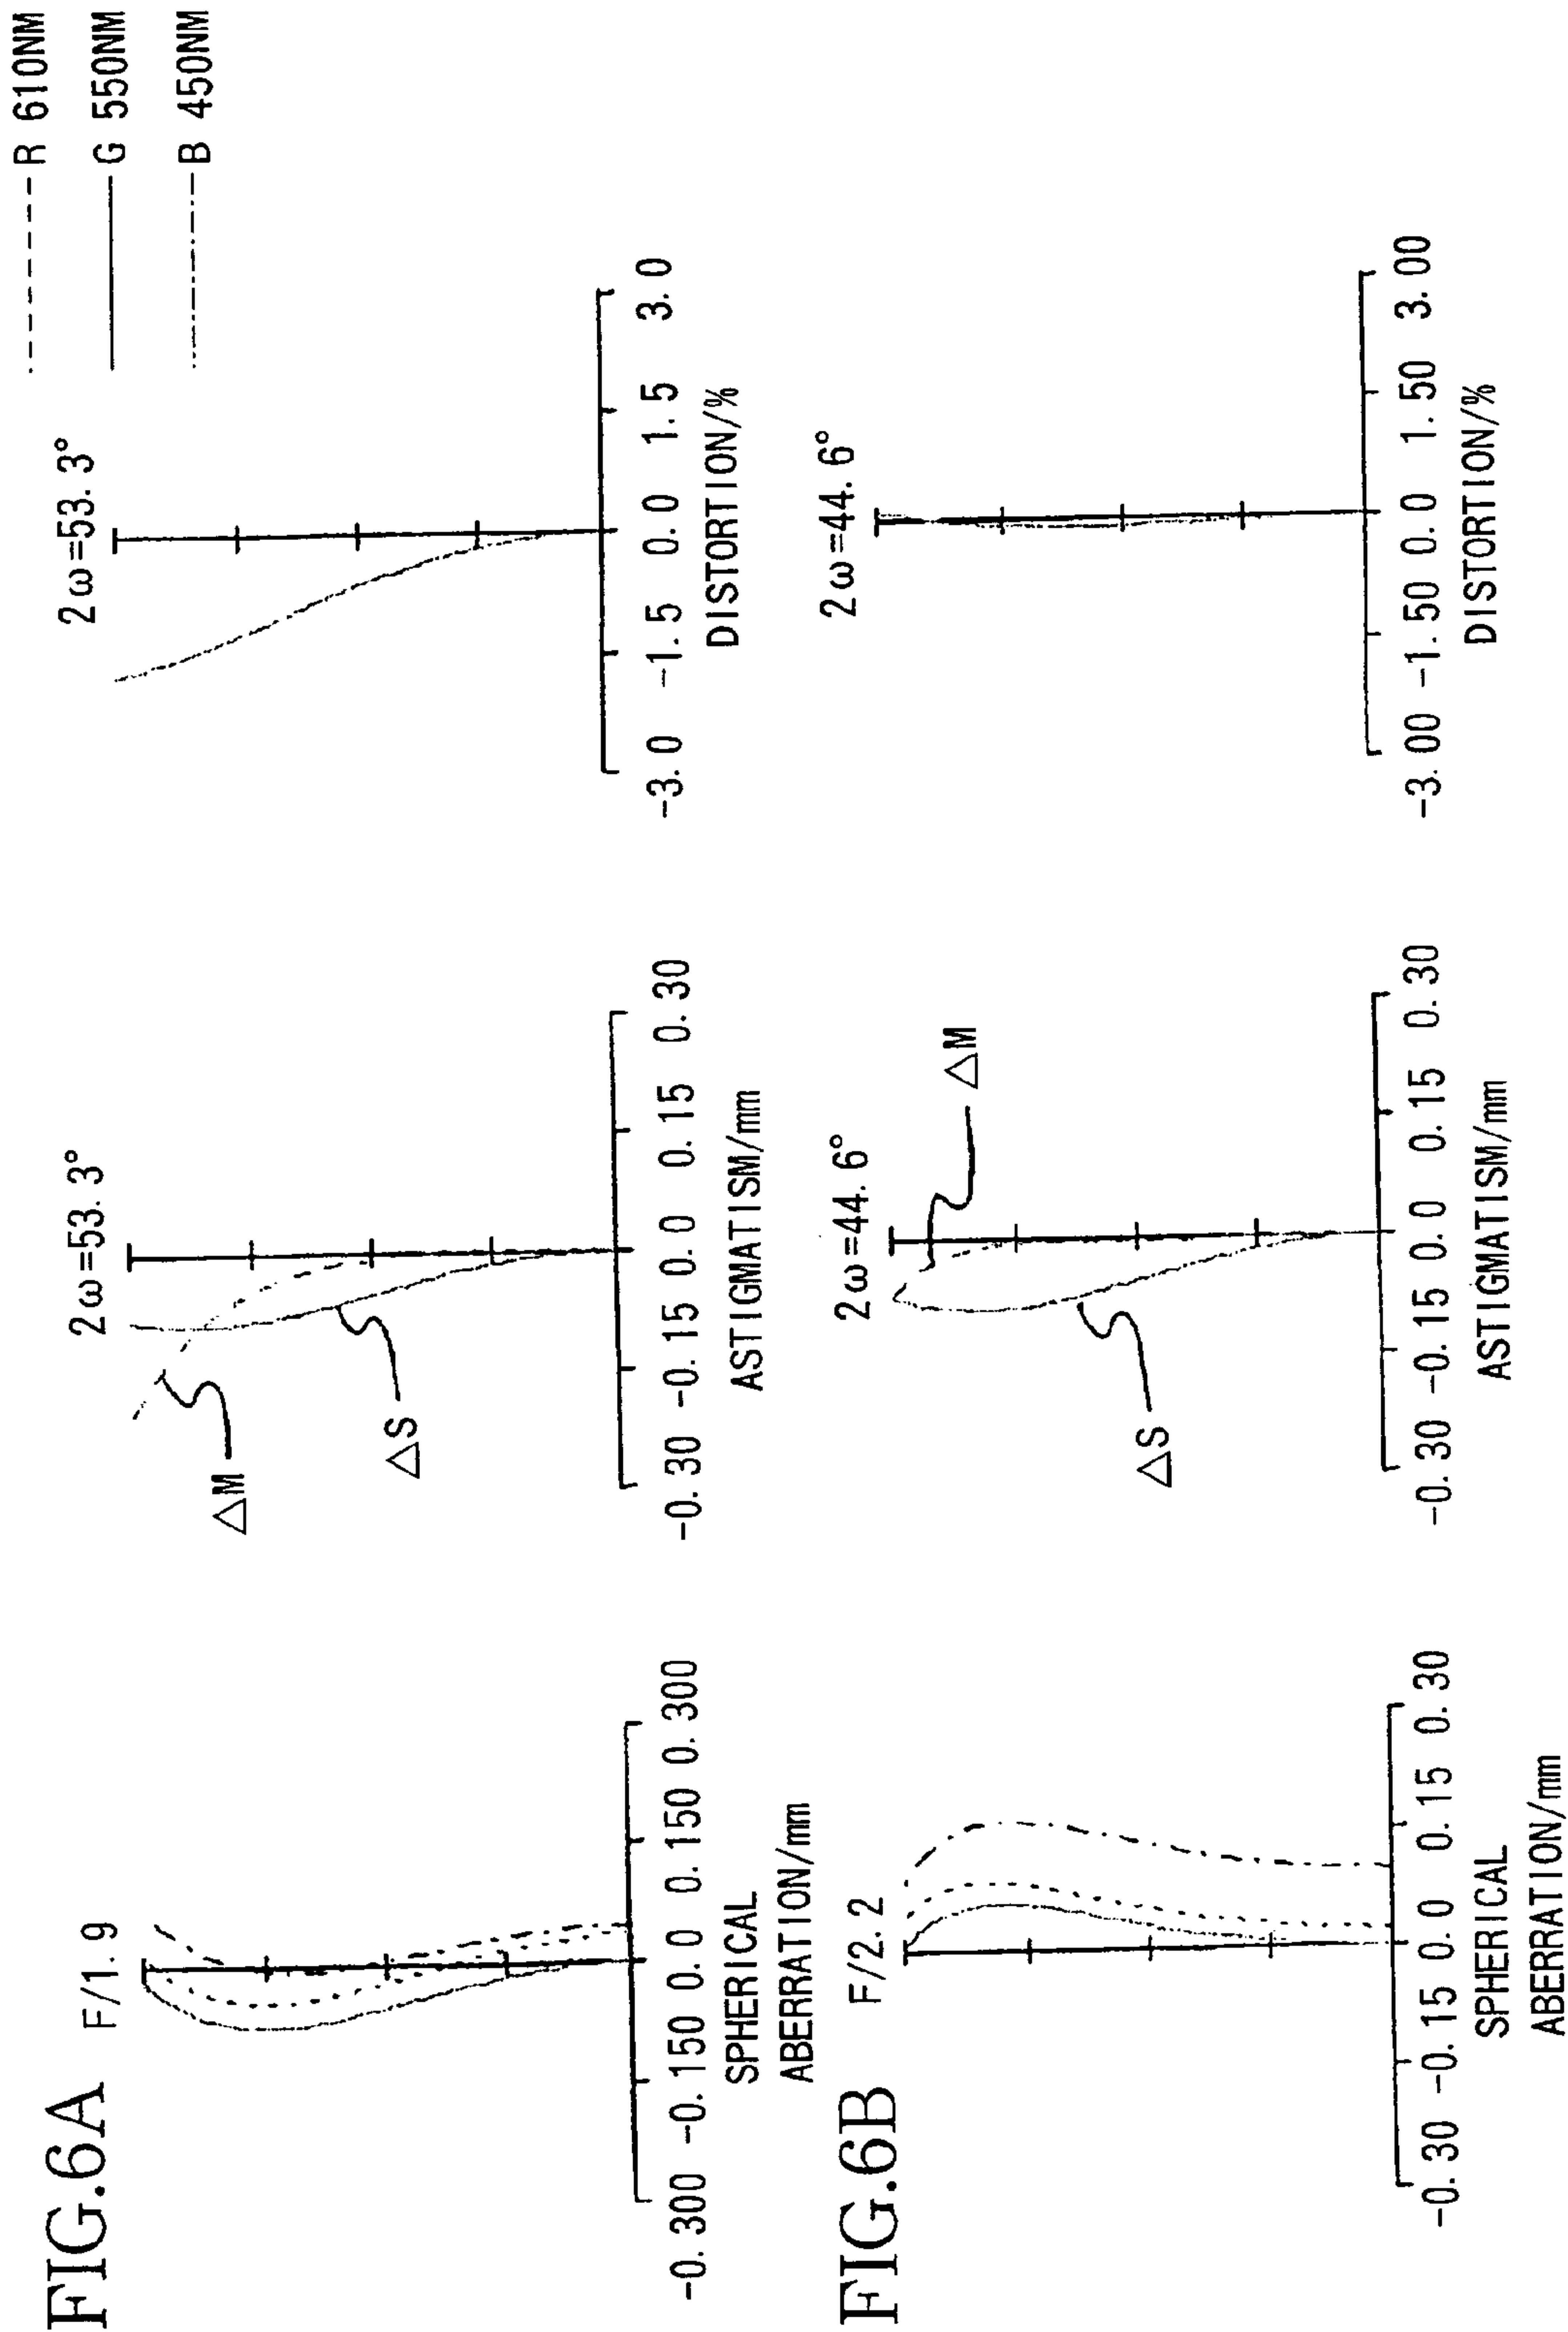 R 610NM
G 550NM
B 450NM
FIG.6A
F/1.9
-0.300 -0.150 0.0 0.150 0.300
SPHERICAL
ABERRATION/mm
2ω=53.3°
△M
△S
-0.30 -0.15 0.0 0.15 0.30
ASTIGMATISM/mm
2ω=53.3°
-3.0 -1.5 0.0 1.5 3.0
DISTORTION/%
FIG.6B
F/2.2
-0.30 -0.15 0.0 0.15 0.30
SPHERICAL
ABERRATION/mm
2ω=44.6°
△M
△S
-0.30 -0.15 0.0 0.15 0.30
ASTIGMATISM/mm
2ω=44.6°
-3.00 -1.50 0.0 1.50 3.00
DISTORTION/%